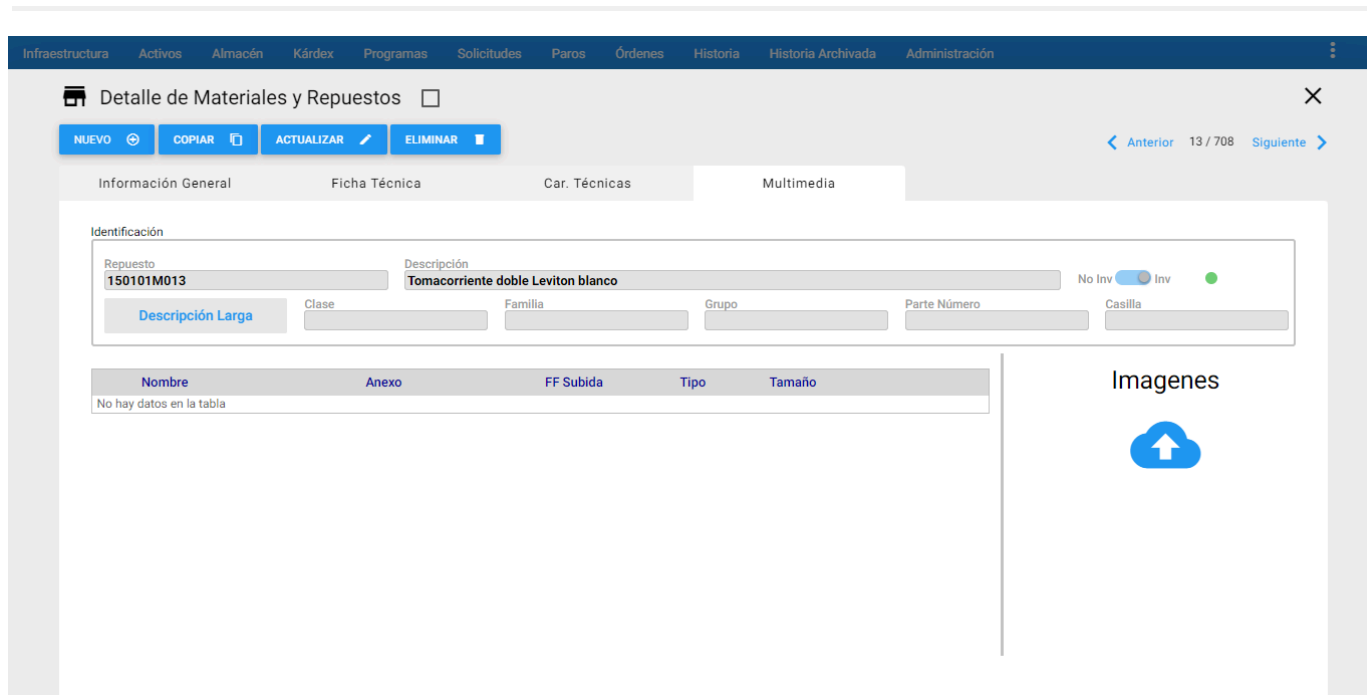 Infraestructura Activos Almacén Kárdex Programas Solicitudes Paros Órdenes Historia Historia Archivada Administración
Detalle de Materiales y Repuestos
NUEVO COPIAR ACTUALIZAR ELIMINAR
Anterior 13 / 708 Siguiente
Información General Ficha Técnica Car. Técnicas Multimedia
Identificación
Repuesto Descripción
150101M013 Tomacorriente doble Leviton blanco No Inv Inv
Descripción Larga Clase Familia Grupo Parte Número Casilla
Nombre Anexo FF Subida Tipo Tamaño
No hay datos en la tabla
Imagenes